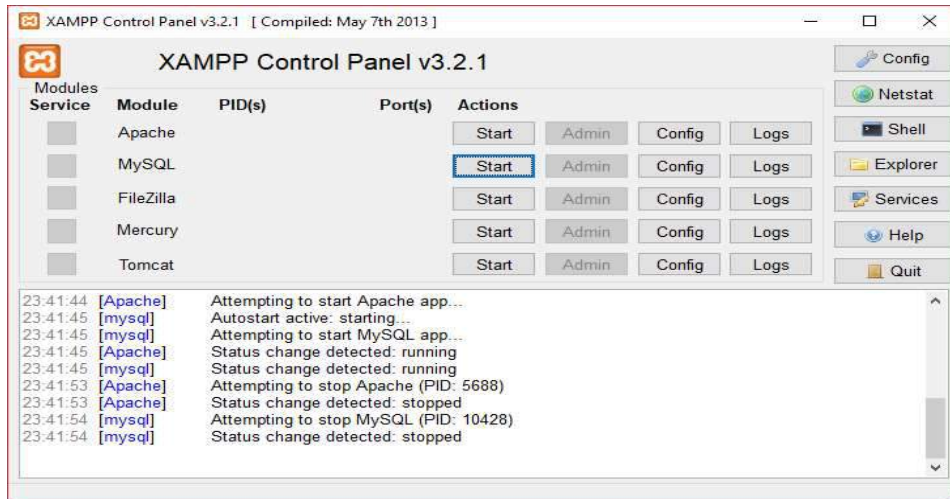 XAMPP Control Panel v3.2.1 [ Compiled: May 7th 2013 ]
XAMPP Control Panel v3.2.1
Config
Modules
Service Module PID(s) Port(s) Actions
Netstat
Apache Start Admin Config Logs
Shell
MySQL Start Admin Config Logs
Explorer
FileZilla Start Admin Config Logs
Services
Mercury Start Admin Config Logs
Help
Tomcat Start Admin Config Logs
Quit
23:41:44 [Apache] Attempting to start Apache app...
23:41:45 [mysql] Autostart active: starting...
23:41:45 [mysql] Attempting to start MySQL app...
23:41:45 [Apache] Status change detected: running
23:41:45 [mysql] Status change detected: running
23:41:53 [Apache] Attempting to stop Apache (PID: 5688)
23:41:53 [Apache] Status change detected: stopped
23:41:54 [mysql] Attempting to stop MySQL (PID: 10428)
23:41:54 [mysql] Status change detected: stopped